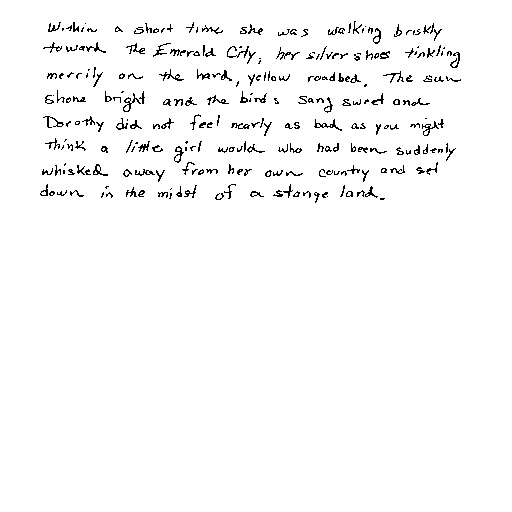 Within a short time she was walking briskly
toward the Emerald City, her silver shoes tinkling
merrily on the hard, yellow roadbed. The sun
shone bright and the birds sang sweet and
Dorothy did not feel nearly as bad as you might
think a little girl would who had been suddenly
whisked away from her own country and set
down in the midst of a stange land.